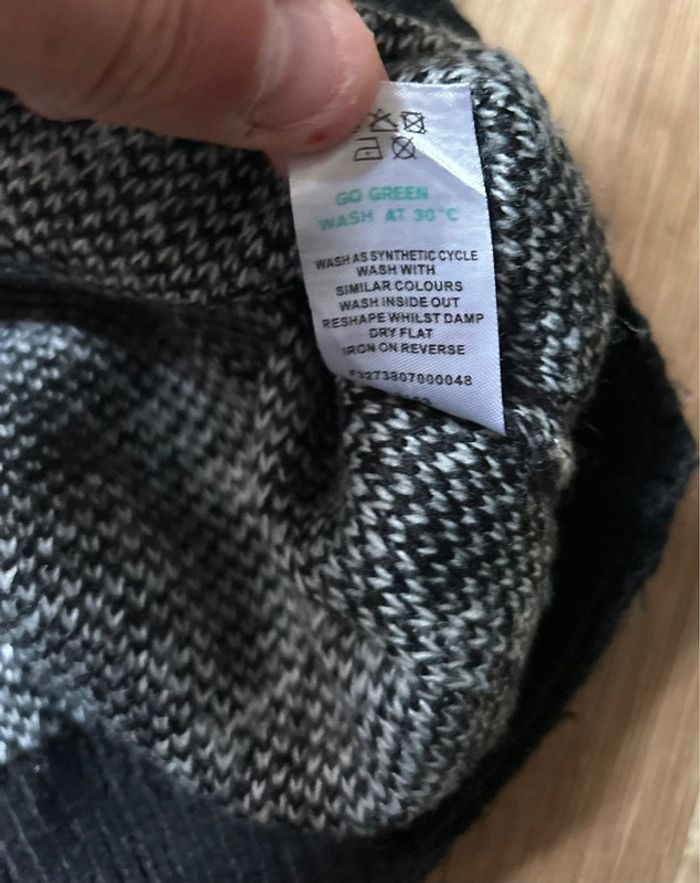 GO GREEN
WASH AT 30°C
WASH AS SYNTHETIC CYCLE
WASH WITH
SIMILAR COLOURS
WASH INSIDE OUT
RESHAPE WHILST DAMP
DRY FLAT
IRON ON REVERSE
273807000048